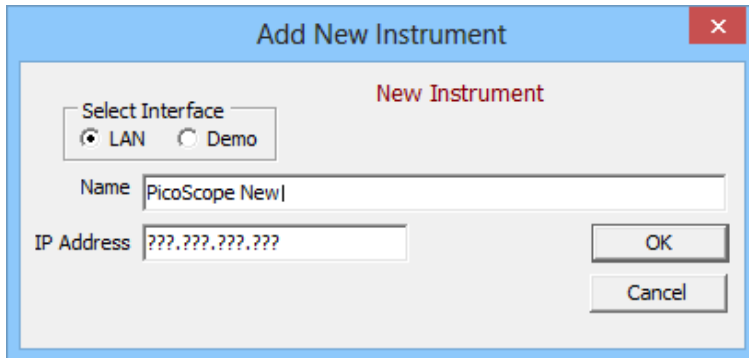 Add New Instrument
New Instrument
Select Interface
LAN Demo
Name PicoScope New
IP Address ???.???.???.??? OK
Cancel